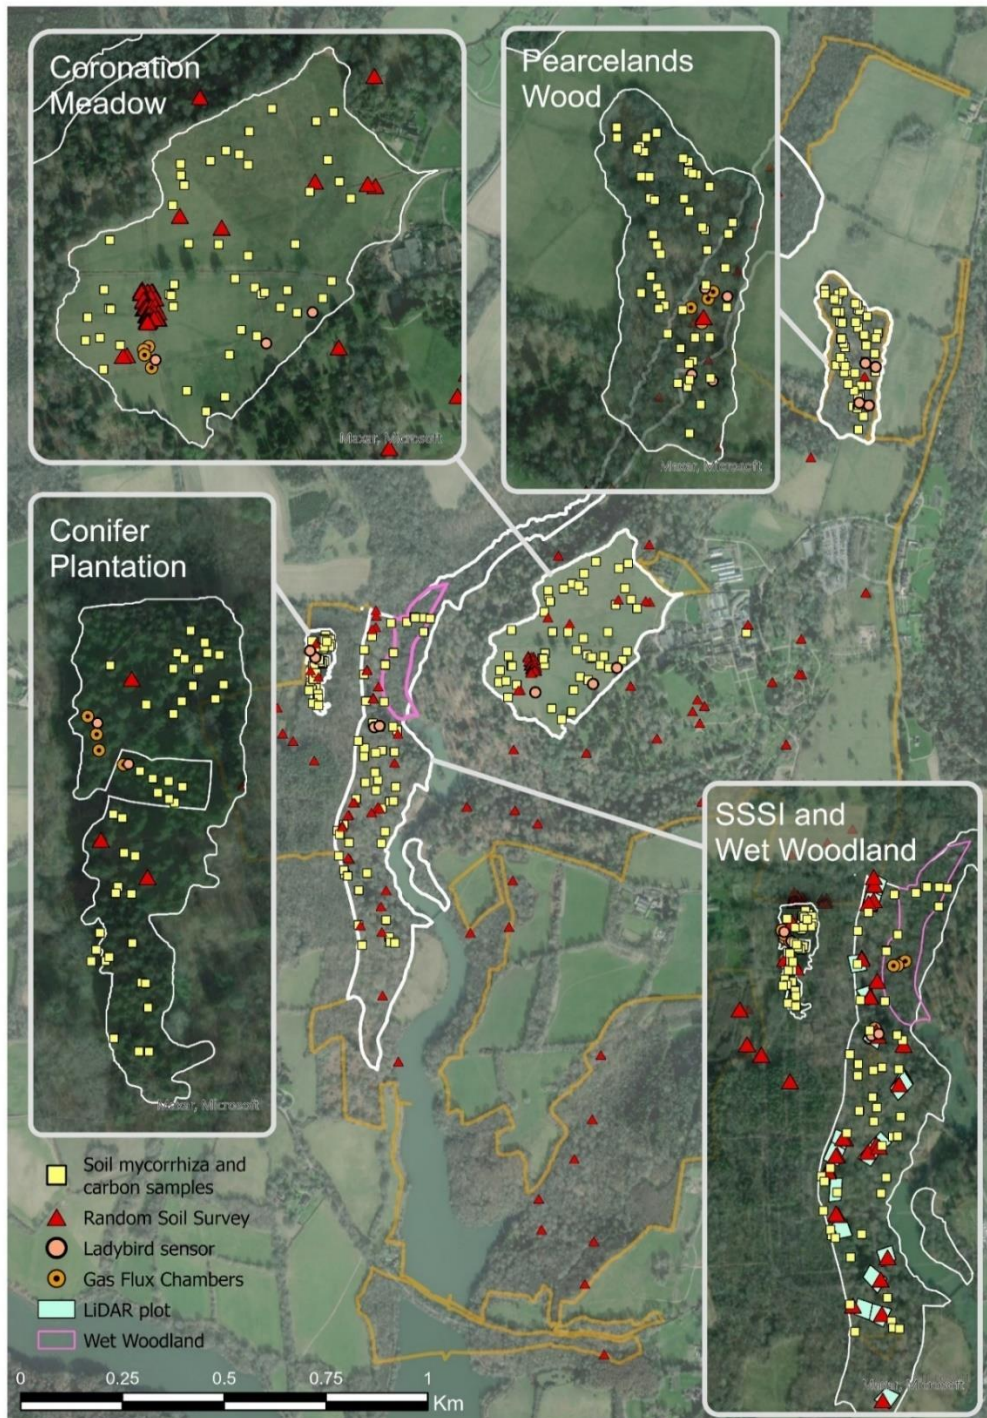 Coronation
Meadow
Maxar, Microsoft
Pearcelands
Wood
Maxar, Microsoft
Conifer
Plantation
Maxar, Microsoft
SSSI and
Wet Woodland
Maxar, Microsoft
Soil mycorrhiza and
carbon samples
Random Soil Survey
Ladybird sensor
Gas Flux Chambers
LiDAR plot
Wet Woodland
0 0.25 0.5 0.75 1
Km